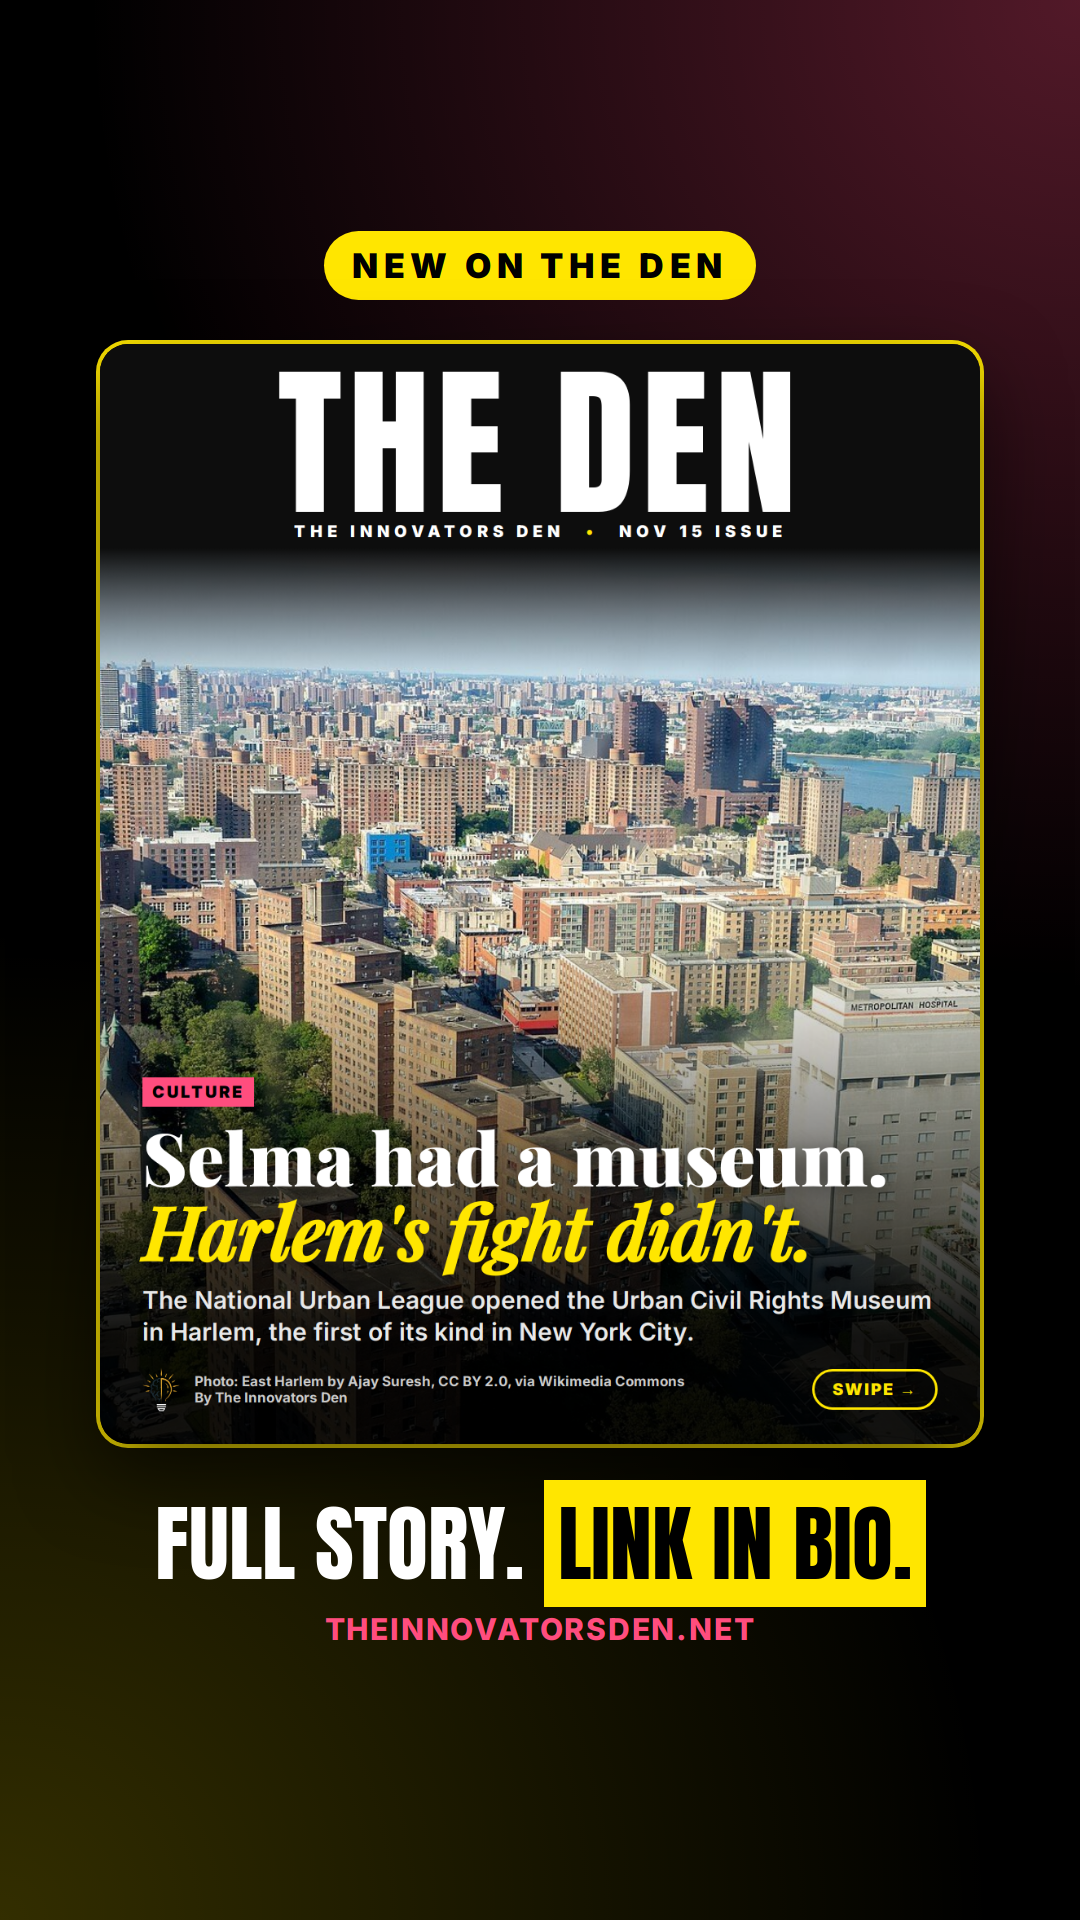 NEW ON THE DEN
THE DEN
THE INNOVATORS DEN • NOV 15 ISSUE
METROPOLITAN HOSPITAL
CULTURE
Selma had a museum.
Harlem's fight didn't.
The National Urban League opened the Urban Civil Rights Museum
in Harlem, the first of its kind in New York City.
Photo: East Harlem by Ajay Suresh, CC BY 2.0, via Wikimedia Commons
By The Innovators Den
SWIPE →
FULL STORY. LINK IN BIO.
THEINNOVATORSDEN.NET